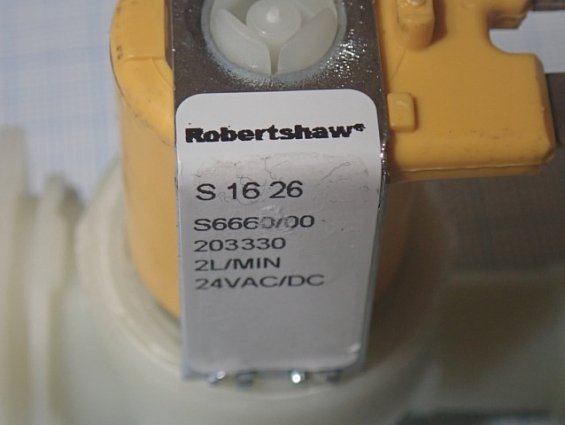 Robertshaw®
S 16 26
S6660/00
203330
2L/MIN
24VAC/DC